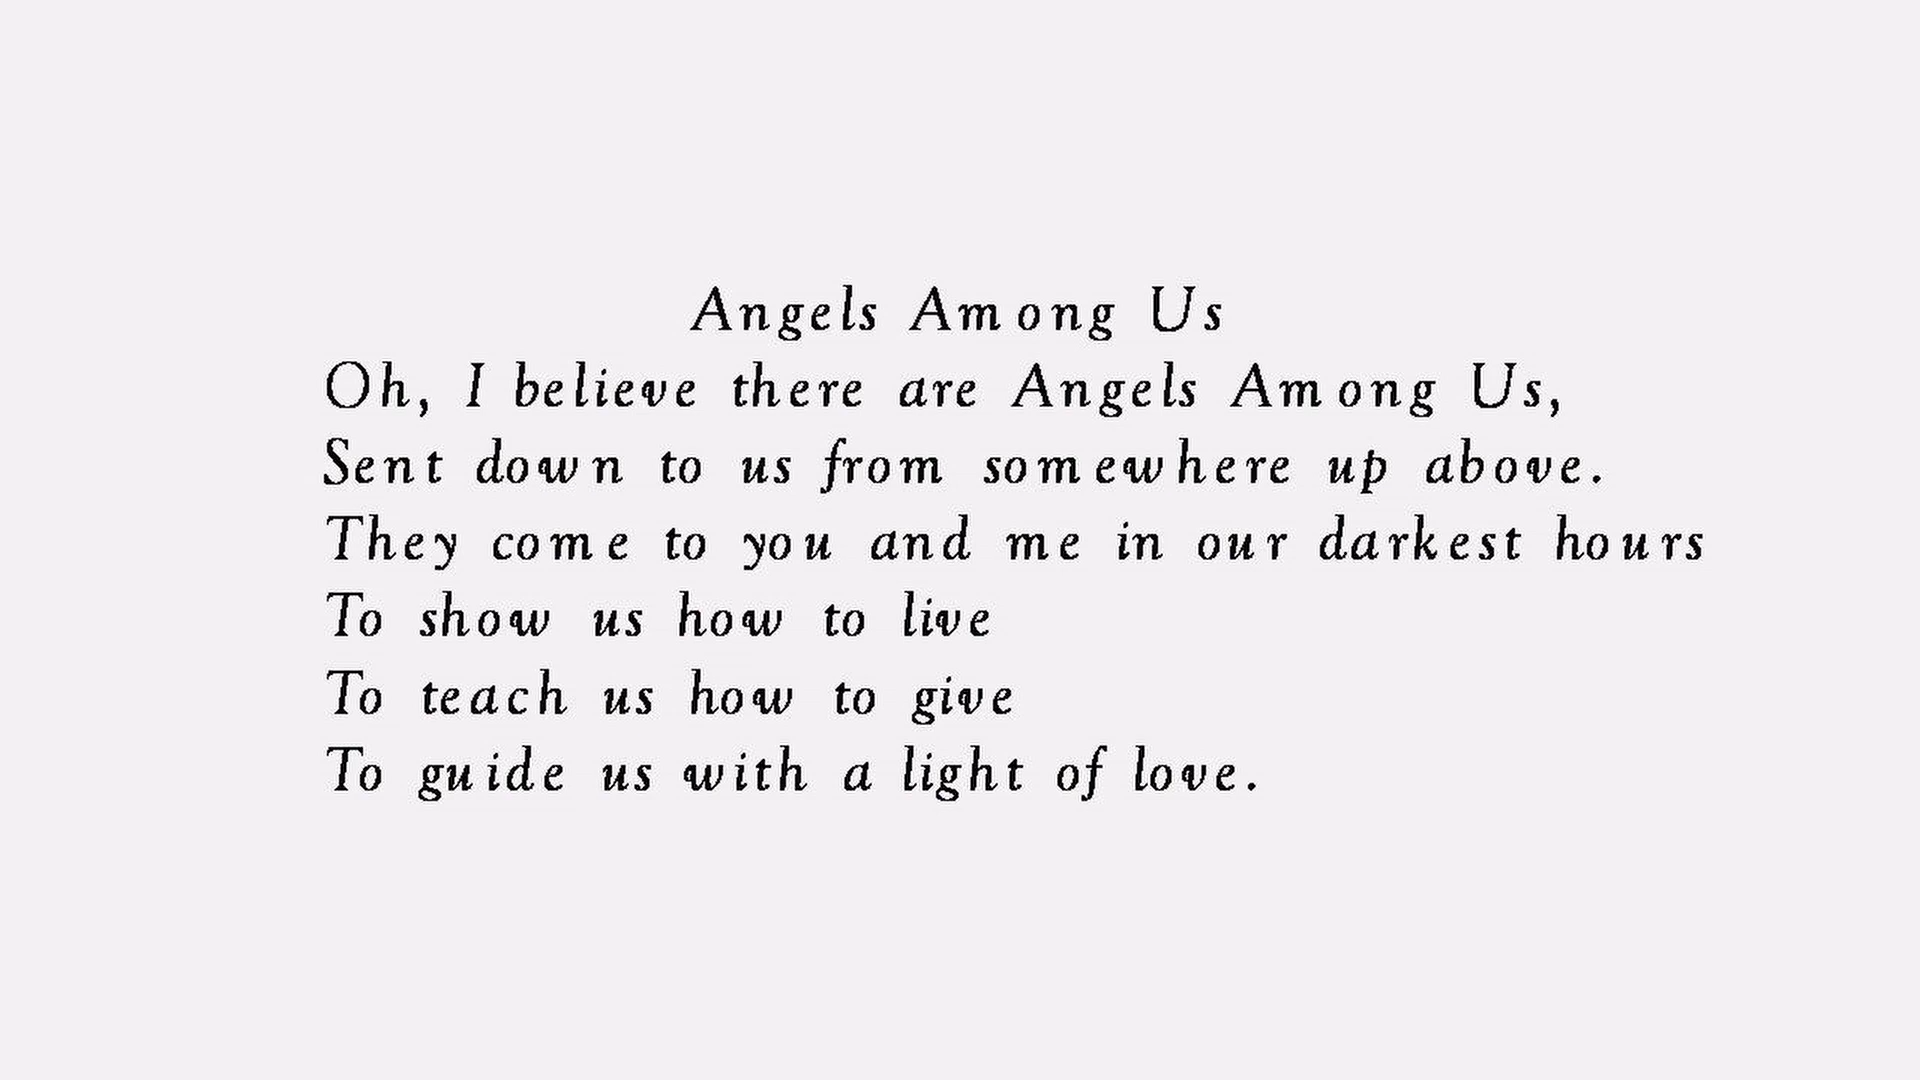 Angels Among Us
Oh, I believe there are Angels Among Us,
Sent down to us from somewhere up above.
They come to you and me in our darkest hours
To show us how to live
To teach us how to give
To guide us with a light of love.